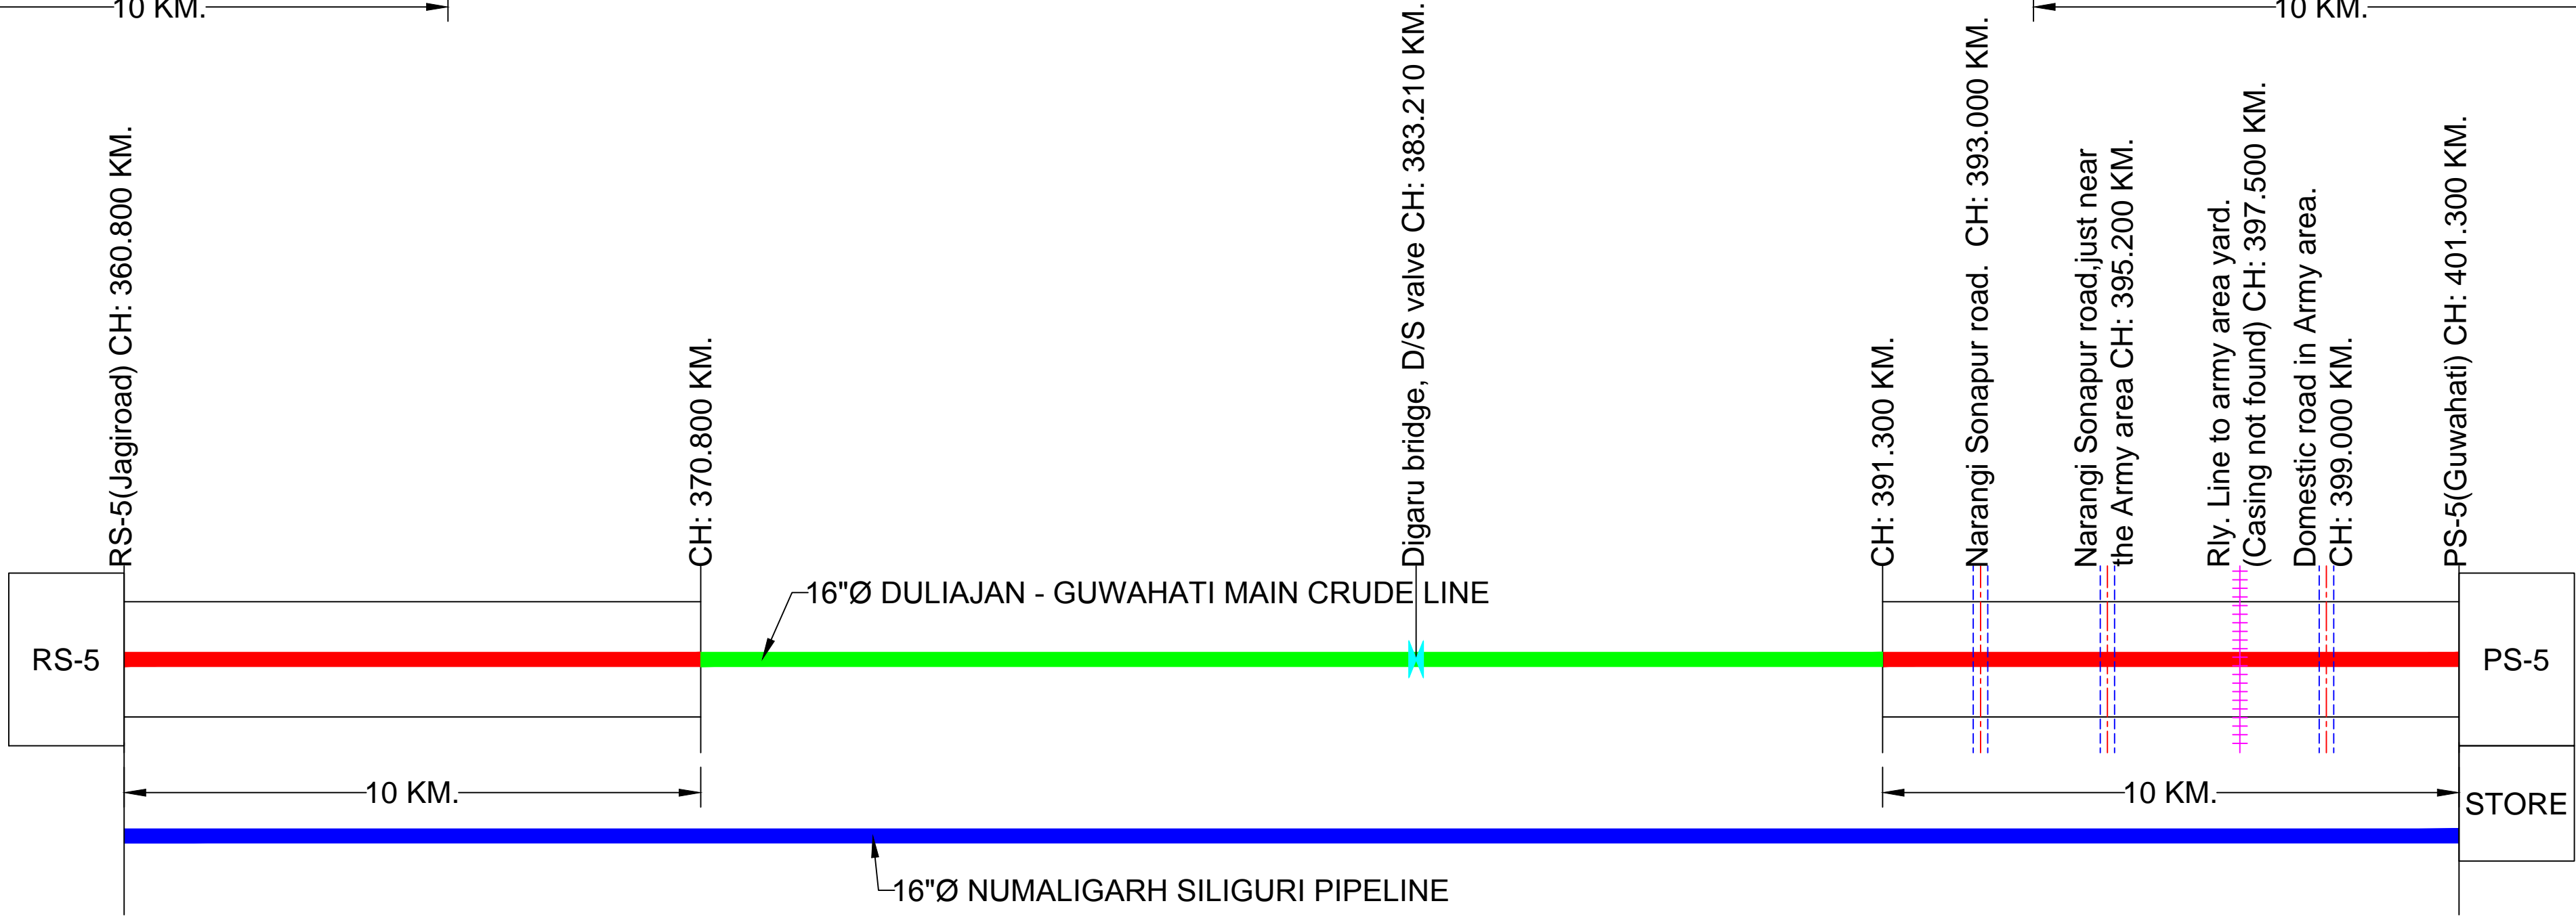 10 KM.
10 KM.
RS-5(Jagiroad) CH: 360.800 KM.
CH: 370.800 KM.
Digaru bridge, D/S valve CH: 383.210 KM.
CH: 391.300 KM.
Narangi Sonapur road. CH: 393.000 KM.
Narangi Sonapur road,just near
the Army area CH: 395.200 KM.
Rly. Line to army area yard.
(Casing not found) CH: 397.500 KM.
Domestic road in Army area.
CH: 399.000 KM.
PS-5(Guwahati) CH: 401.300 KM.
16"Ø DULIAJAN - GUWAHATI MAIN CRUDE LINE
RS-5
PS-5
10 KM.
10 KM.
STORE
16"Ø NUMALIGARH SILIGURI PIPELINE